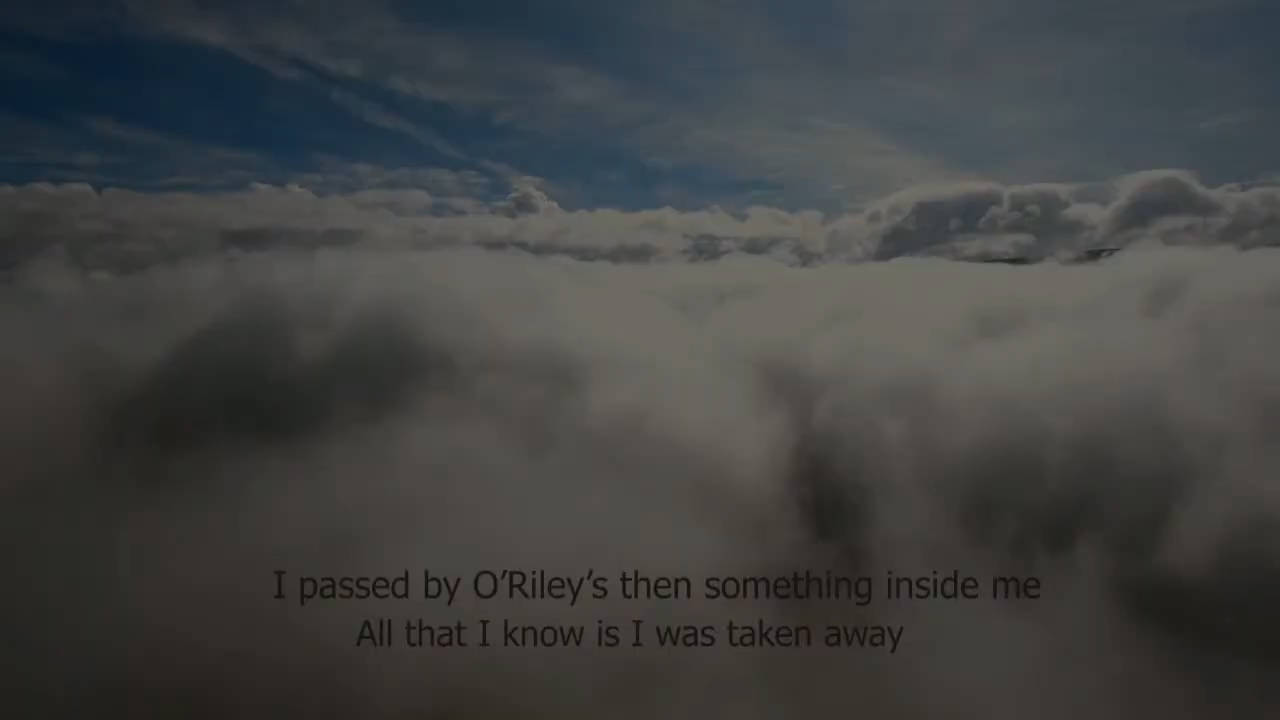 I passed by O’Riley’s then something inside me
All that I know is I was taken away